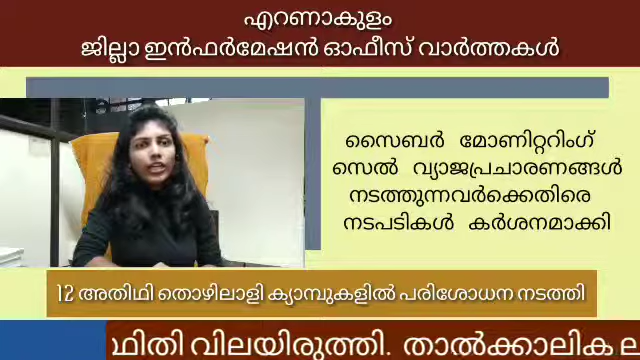 എറണാകുളം
ജില്ലാ ഇൻഫർമേഷൻ ഓഫീസ് വാർത്തകൾ
സൈബർ മോണിറ്ററിംഗ്
സെൽ വ്യാജപ്രചാരണങ്ങൾ
നടത്തുന്നവർക്കെതിരെ
നടപടികൾ കർശനമാക്കി
12 അതിഥി തൊഴിലാളി ക്യാമ്പുകളിൽ പരിശോധന നടത്തി
ഥിതി വിലയിരുത്തി. താൽക്കാലിക ല